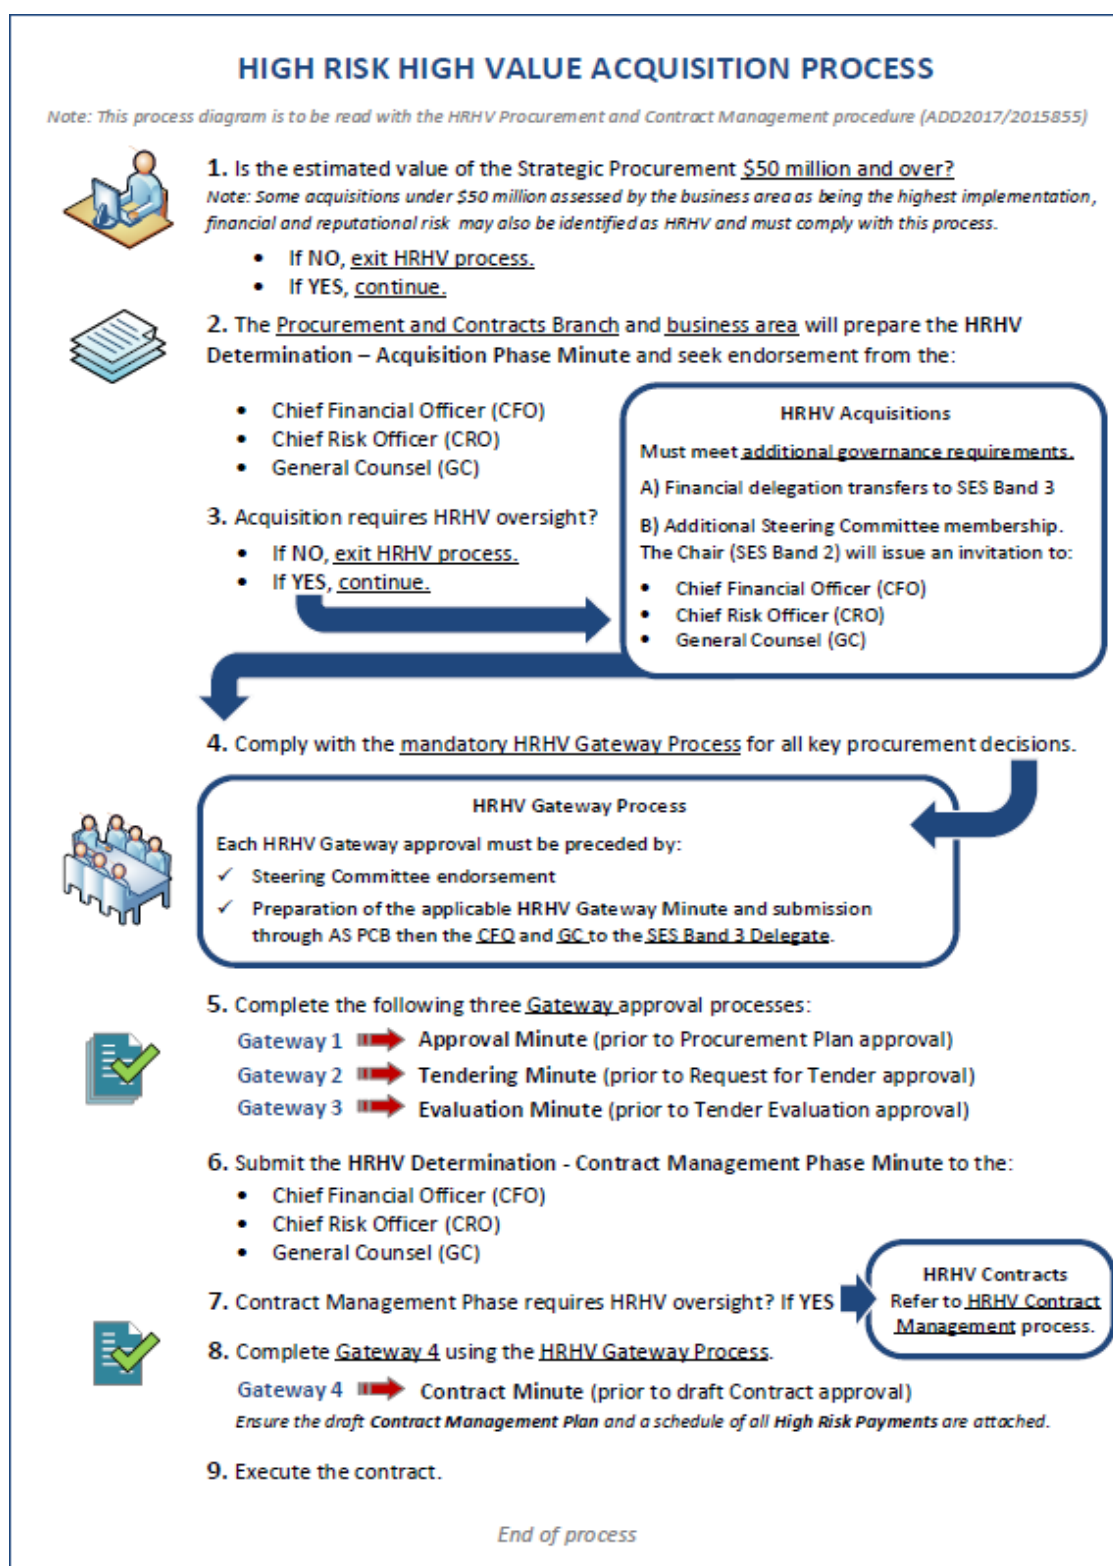 HIGH RISK HIGH VALUE ACQUISITION PROCESS
Note: This process diagram is to be read with the HRHV Procurement and Contract Management procedure (ADD2017/2015855)
1. Is the estimated value of the Strategic Procurement $50 million and over?
Note: Some acquisitions under $50 million assessed by the business area as being the highest implementation,
financial and reputational risk may also be identified as HRHV and must comply with this process.
• If NO, exit HRHV process.
• If YES, continue.
2. The Procurement and Contracts Branch and business area will prepare the HRHV
Determination – Acquisition Phase Minute and seek endorsement from the:
• Chief Financial Officer (CFO)
• Chief Risk Officer (CRO)
• General Counsel (GC)
3. Acquisition requires HRHV oversight?
• If NO, exit HRHV process.
• If YES, continue.
HRHV Acquisitions
Must meet additional governance requirements.
A) Financial delegation transfers to SES Band 3
B) Additional Steering Committee membership.
The Chair (SES Band 2) will issue an invitation to:
• Chief Financial Officer (CFO)
• Chief Risk Officer (CRO)
• General Counsel (GC)
4. Comply with the mandatory HRHV Gateway Process for all key procurement decisions.
HRHV Gateway Process
Each HRHV Gateway approval must be preceded by:
✓ Steering Committee endorsement
✓ Preparation of the applicable HRHV Gateway Minute and submission
through AS PCB then the CFO and GC to the SES Band 3 Delegate.
5. Complete the following three Gateway approval processes:
Gateway 1 Approval Minute (prior to Procurement Plan approval)
Gateway 2 Tendering Minute (prior to Request for Tender approval)
Gateway 3 Evaluation Minute (prior to Tender Evaluation approval)
6. Submit the HRHV Determination - Contract Management Phase Minute to the:
• Chief Financial Officer (CFO)
• Chief Risk Officer (CRO)
• General Counsel (GC)
7. Contract Management Phase requires HRHV oversight? If YES
HRHV Contracts
Refer to HRHV Contract
Management process.
8. Complete Gateway 4 using the HRHV Gateway Process.
Gateway 4 Contract Minute (prior to draft Contract approval)
Ensure the draft Contract Management Plan and a schedule of all High Risk Payments are attached.
9. Execute the contract.
End of process